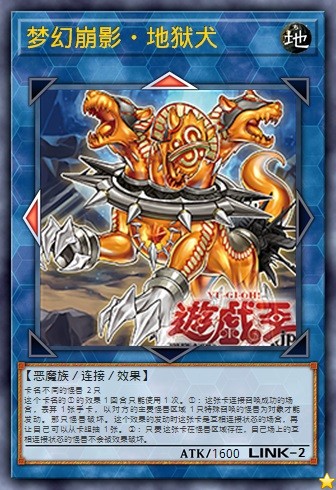 梦幻崩影·地狱犬
地
YU-GI-OH!
遊戯王
.JP
【恶魔族／连接／效果】
卡名不同的怪兽 2只
这个卡名的①的效果1回合只能使用1次。①：这张卡连接召唤成功的场
合，丢弃1张手卡，以对方的主要怪兽区域1只特殊召唤的怪兽为对象才能
发动。那只怪兽破坏。这个效果的发动时这张卡是互相连接状态的场合，再
让自己可以从卡组抽1张。②：只要这张卡在怪兽区域存在，自己场上的互
相连接状态的怪兽不会被效果破坏。
ATK/1600 LINK-2